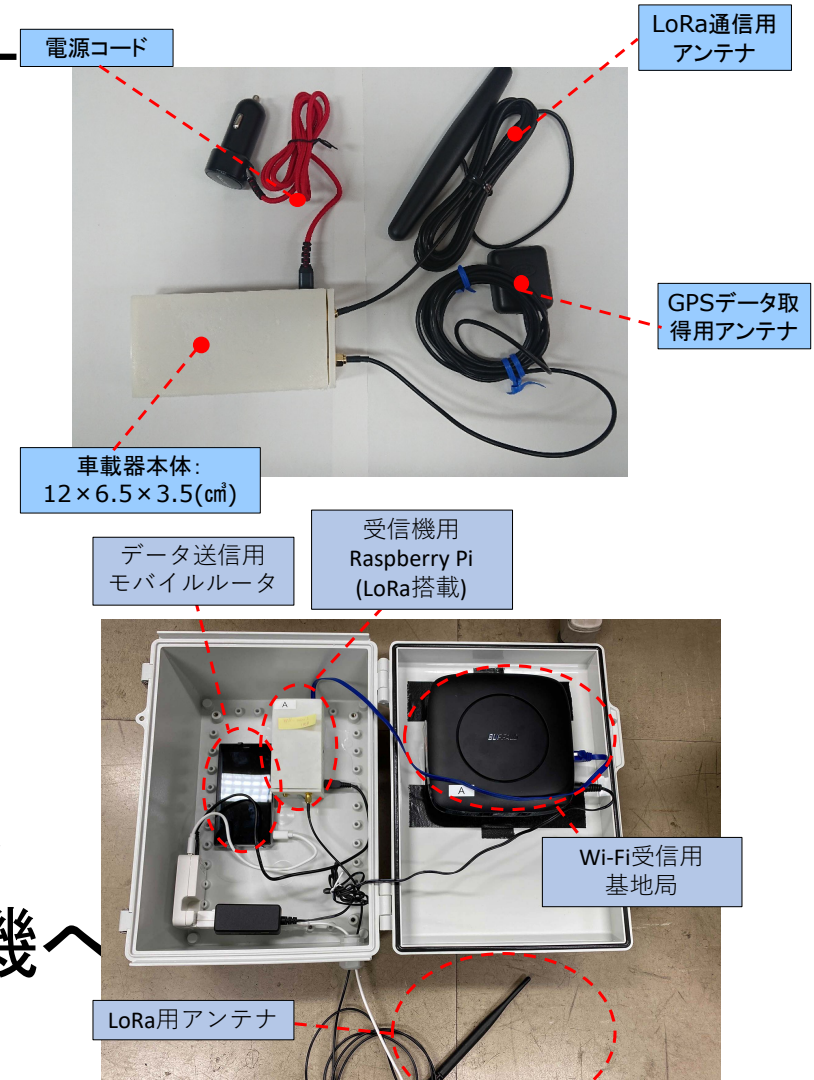 電源コード
LoRa通信用
アンテナ
GPSデータ取
得用アンテナ
車載器本体：
12×6.5×3.5(㎤)
データ送信用
モバイルルータ
受信機用
Raspberry Pi
(LoRa搭載)
A
BUFFALO
A
Wi-Fi受信用
基地局
機へ
LoRa用アンテナ